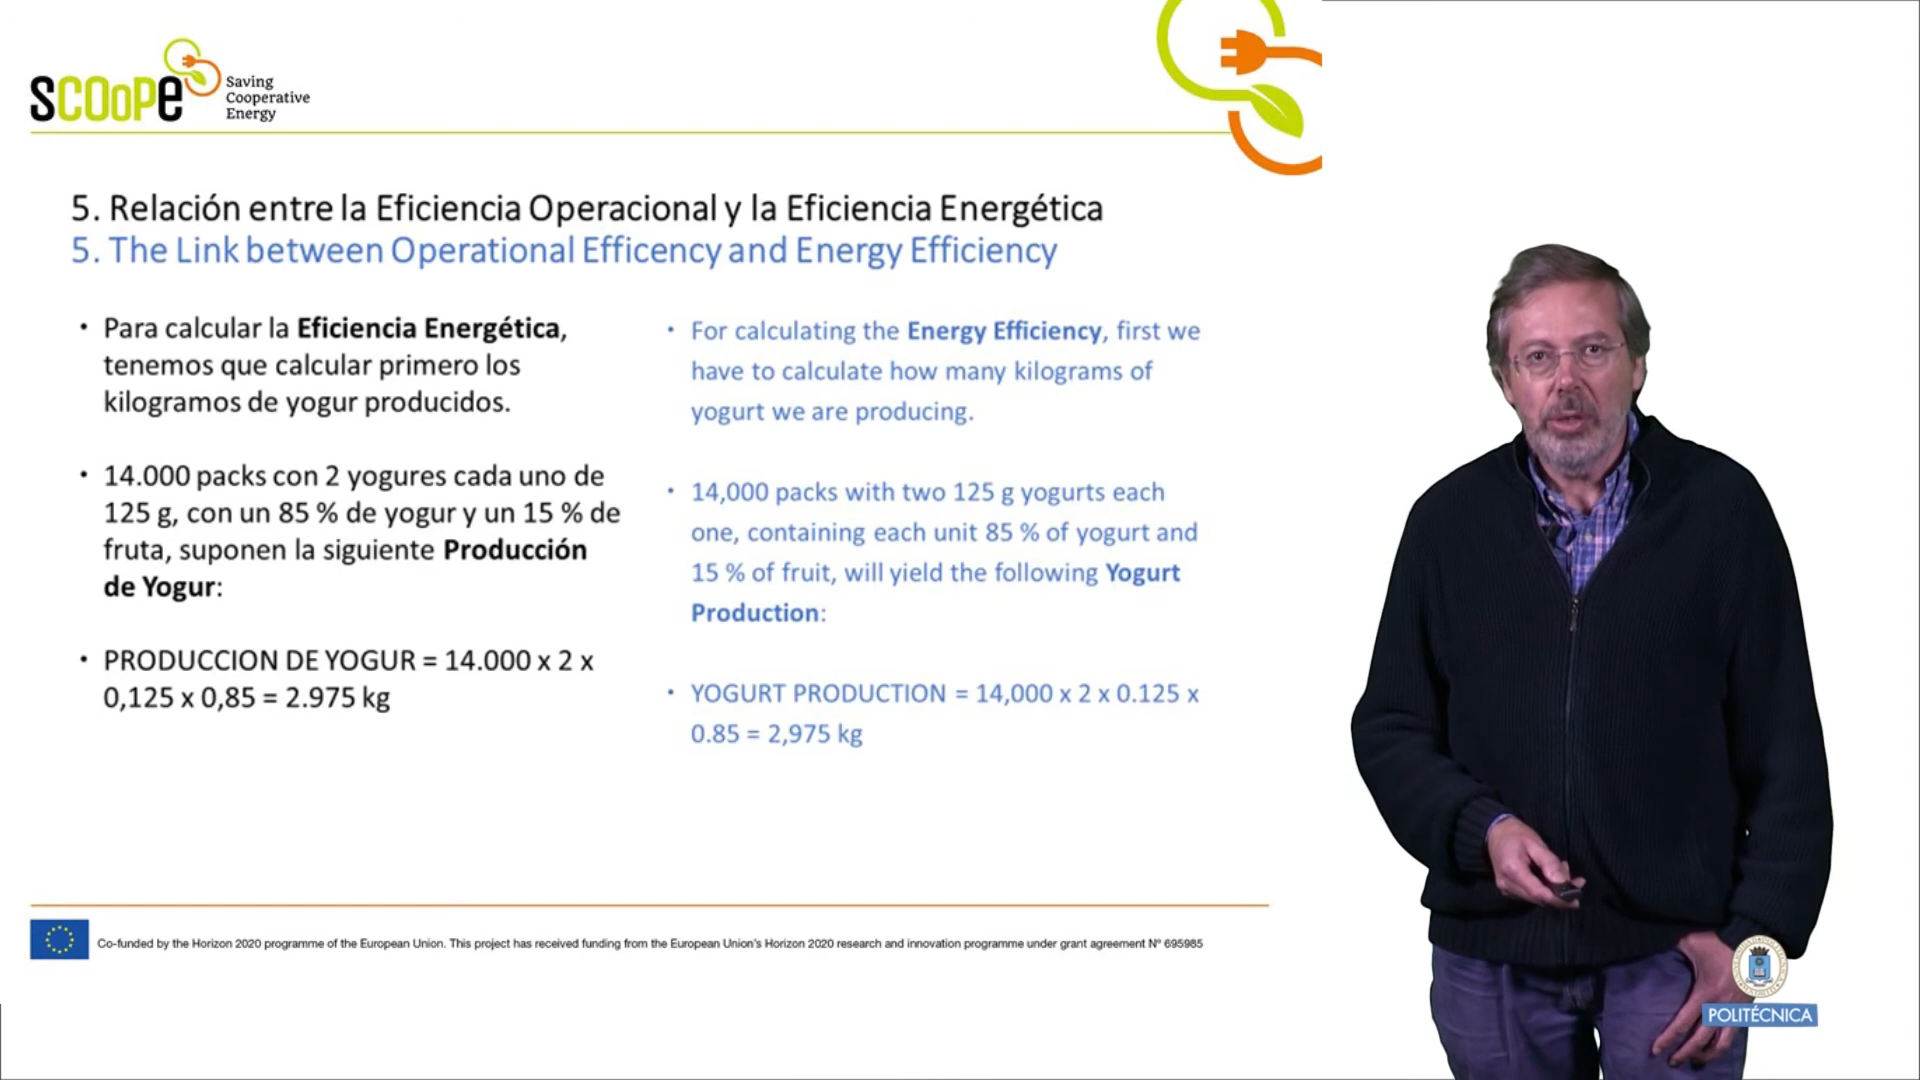 scoope
Saving
Cooperative
Energy
5. Relación entre la Eficiencia Operacional y la Eficiencia Energética
5. The Link between Operational Efficency and Energy Efficiency
• Para calcular la Eficiencia Energética,
tenemos que calcular primero los
kilogramos de yogur producidos.
• 14.000 packs con 2 yogures cada uno de
125 g, con un 85 % de yogur y un 15 % de
fruta, suponen la siguiente Producción
de Yogur:
• PRODUCCION DE YOGUR = 14.000 x 2 x
0,125 x 0,85 = 2.975 kg
• For calculating the Energy Efficiency, first we
have to calculate how many kilograms of
yogurt we are producing.
• 14,000 packs with two 125 g yogurts each
one, containing each unit 85 % of yogurt and
15 % of fruit, will yield the following Yogurt
Production:
• YOGURT PRODUCTION = 14,000 x 2 x 0.125 x
0.85 = 2,975 kg
Co-funded by the Horizon 2020 programme of the European Union. This project has received funding from the European Union's Horizon 2020 research and innovation programme under grant agreement Nº 695985
POLITÉCNICA